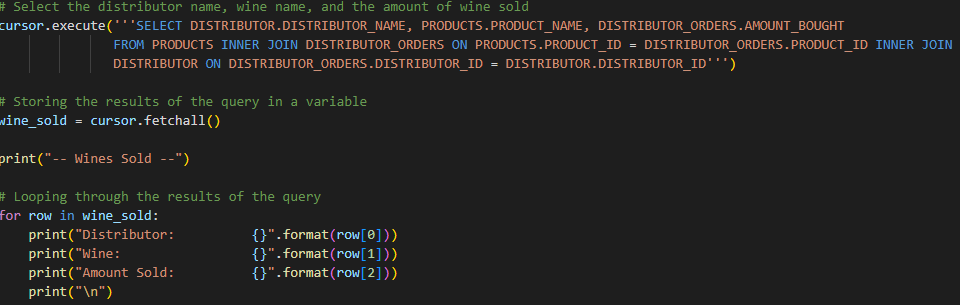 # Select the distributor name, wine name, and the amount of wine sold
cursor.execute('''SELECT DISTRIBUTOR.DISTRIBUTOR_NAME, PRODUCTS.PRODUCT_NAME, DISTRIBUTOR_ORDERS.AMOUNT_BOUGHT
FROM PRODUCTS INNER JOIN DISTRIBUTOR_ORDERS ON PRODUCTS.PRODUCT_ID = DISTRIBUTOR_ORDERS.PRODUCT_ID INNER JOIN
DISTRIBUTOR ON DISTRIBUTOR_ORDERS.DISTRIBUTOR_ID = DISTRIBUTOR.DISTRIBUTOR_ID''')
# Storing the results of the query in a variable
wine_sold = cursor.fetchall()
print("-- Wines Sold --")
# Looping through the results of the query
for row in wine_sold:
    print("Distributor:          {}".format(row[0]))
    print("Wine:                 {}".format(row[1]))
    print("Amount Sold:          {}".format(row[2]))
    print("\n")